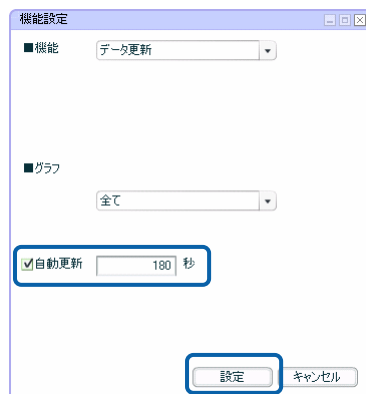 機能設定
■機能 データ更新
■グラフ
全て
自動更新 180 秒
設定 キャンセル